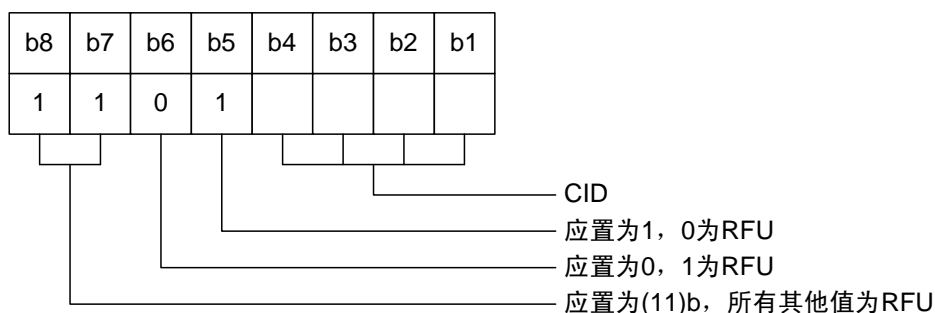 b8 b7 b6 b5 b4 b3 b2 b1
1 1 0 1
CID
应置为1，0为RFU
应置为0，1为RFU
应置为(11)b，所有其他值为RFU